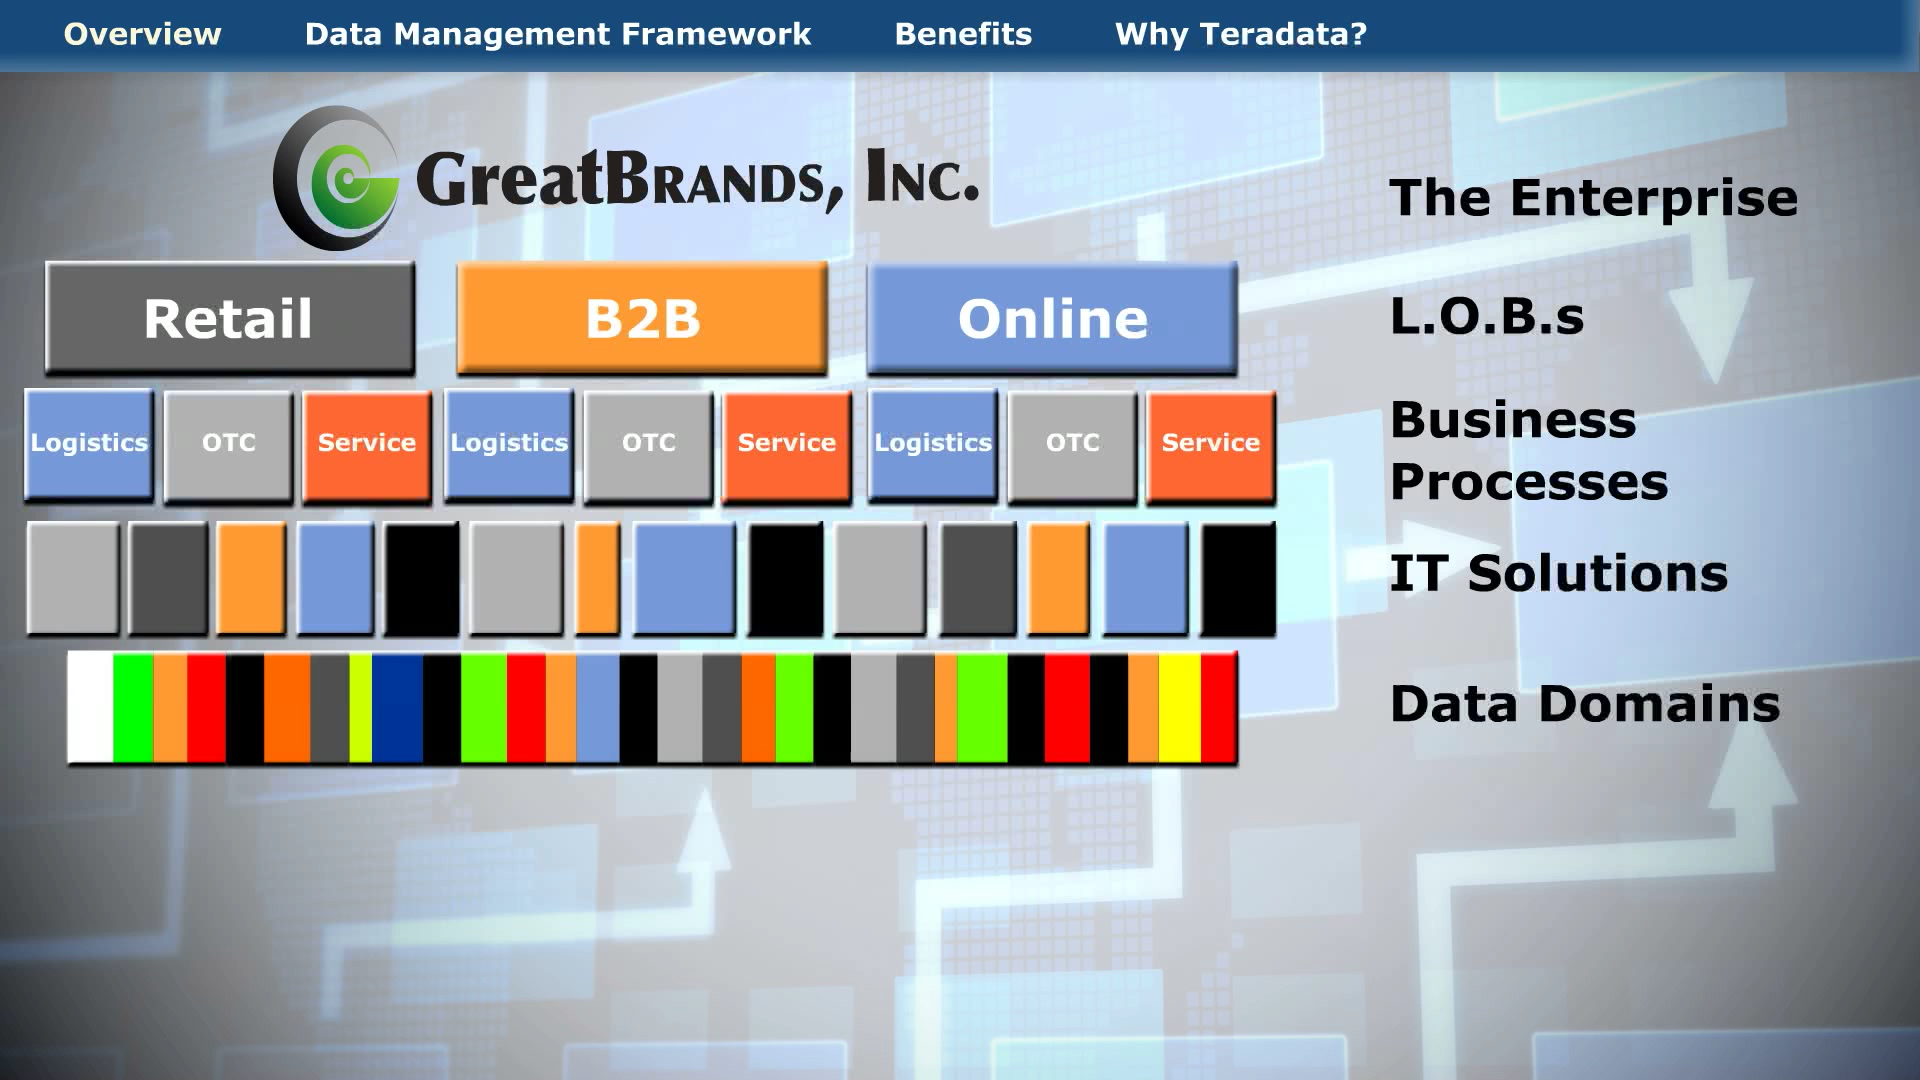 Overview Data Management Framework Benefits Why Teradata?
GreatBrands, Inc.
The Enterprise
Retail B2B Online
L.O.B.s
Logistics OTC Service Logistics OTC Service Logistics OTC Service
Business
Processes
IT Solutions
Data Domains